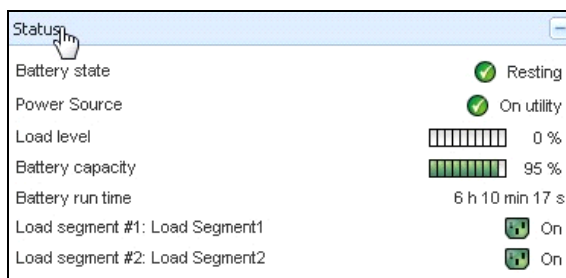 Status
Battery state Resting
Power Source On utility
Load level 0 %
Battery capacity 95 %
Battery run time 6 h 10 min 17 s
Load segment #1: Load Segment1 On
Load segment #2: Load Segment2 On